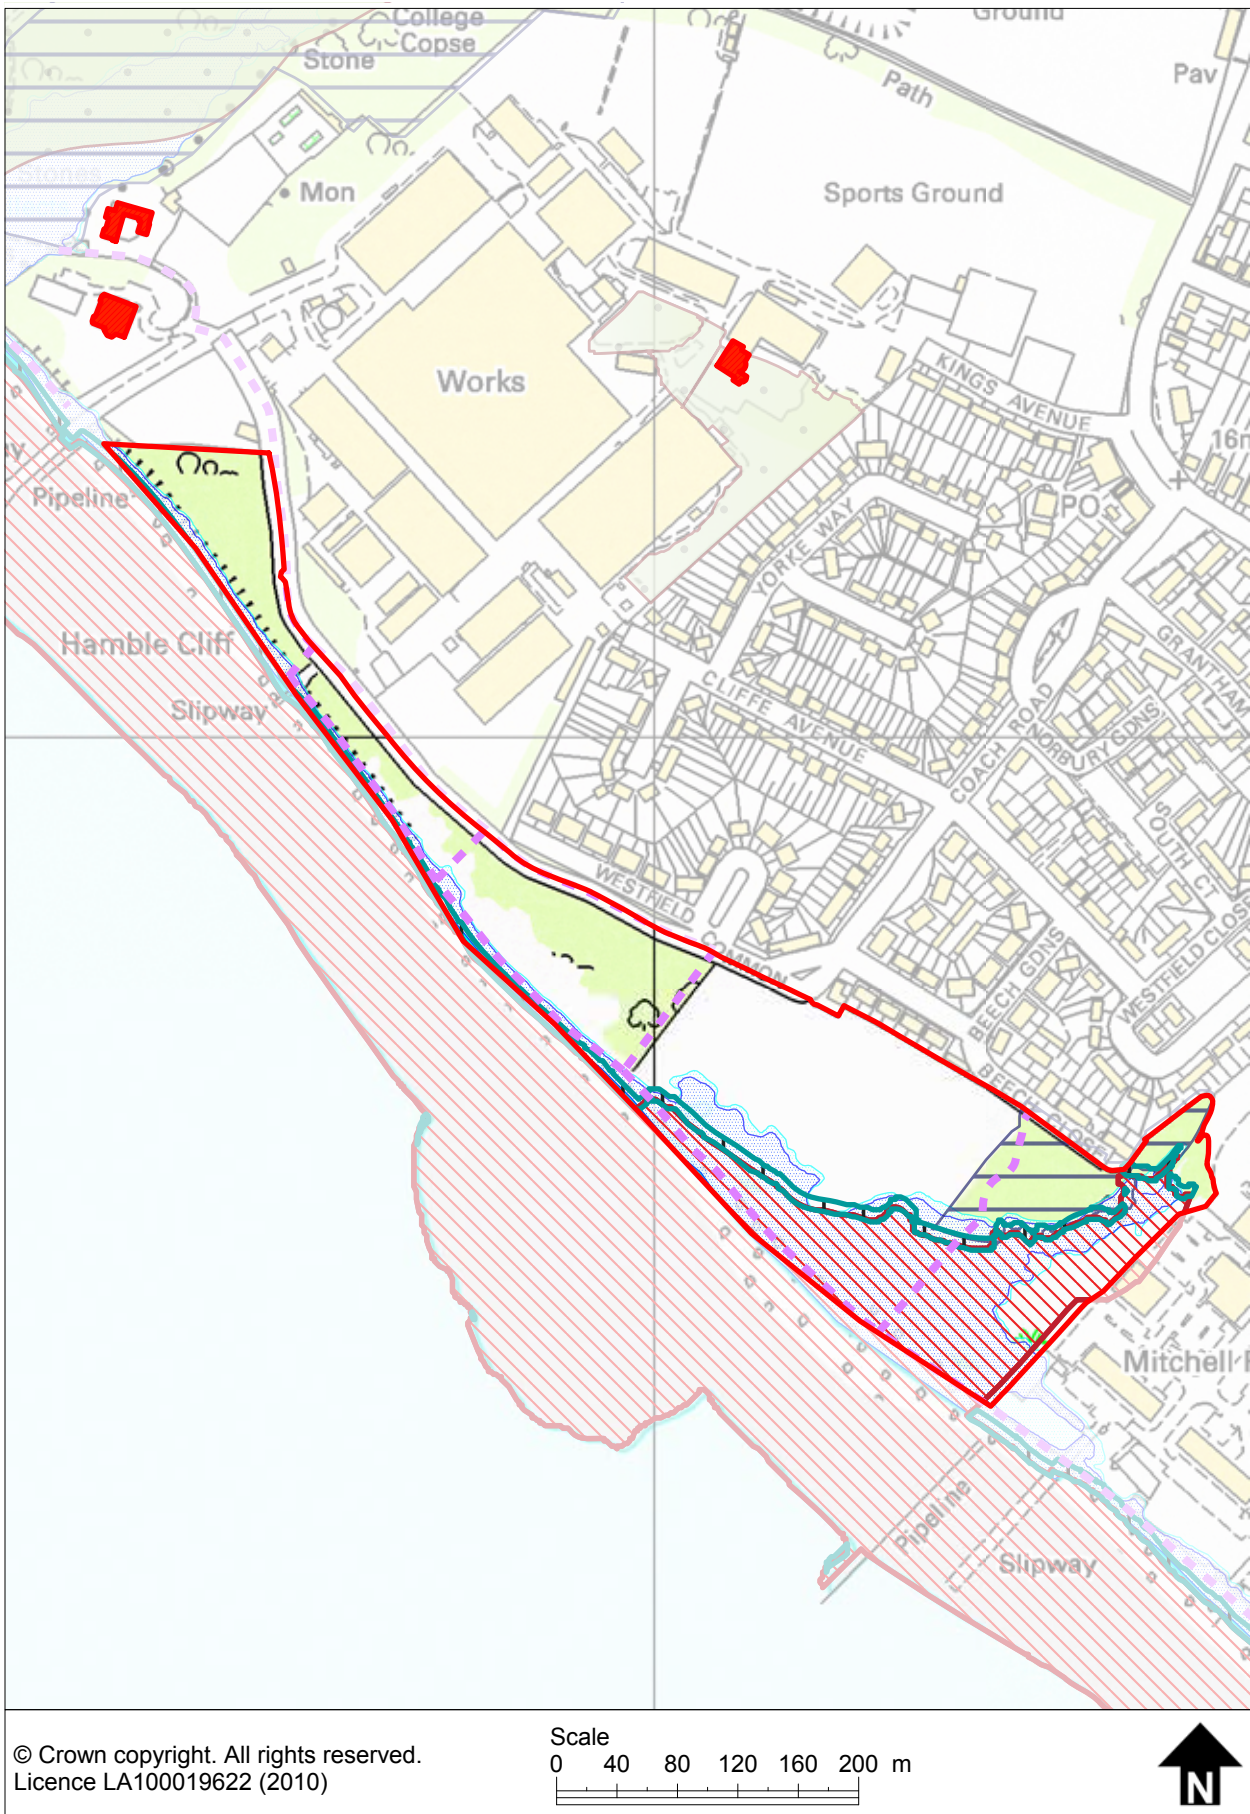 Ground
College
Copse
Stone
Pav
Path
Mon
Sports Ground
Works
KINGS AVENUE
16m
PO
Pipeline
YORKE WAY
Hamble Cliff
GRANTHAM
Slipway
CLIFFE AVENUE
COACH ROAD
NORBURY GDNS
SOUTH CT
WESTFIELD COMMON
WESTFIELD CLOSE
BEECH GDNS
BEECH CLOSE
Mitchell
Pipeline
Slipway
© Crown copyright. All rights reserved.
Licence LA100019622 (2010)
Scale
0 40 80 120 160 200 m
N